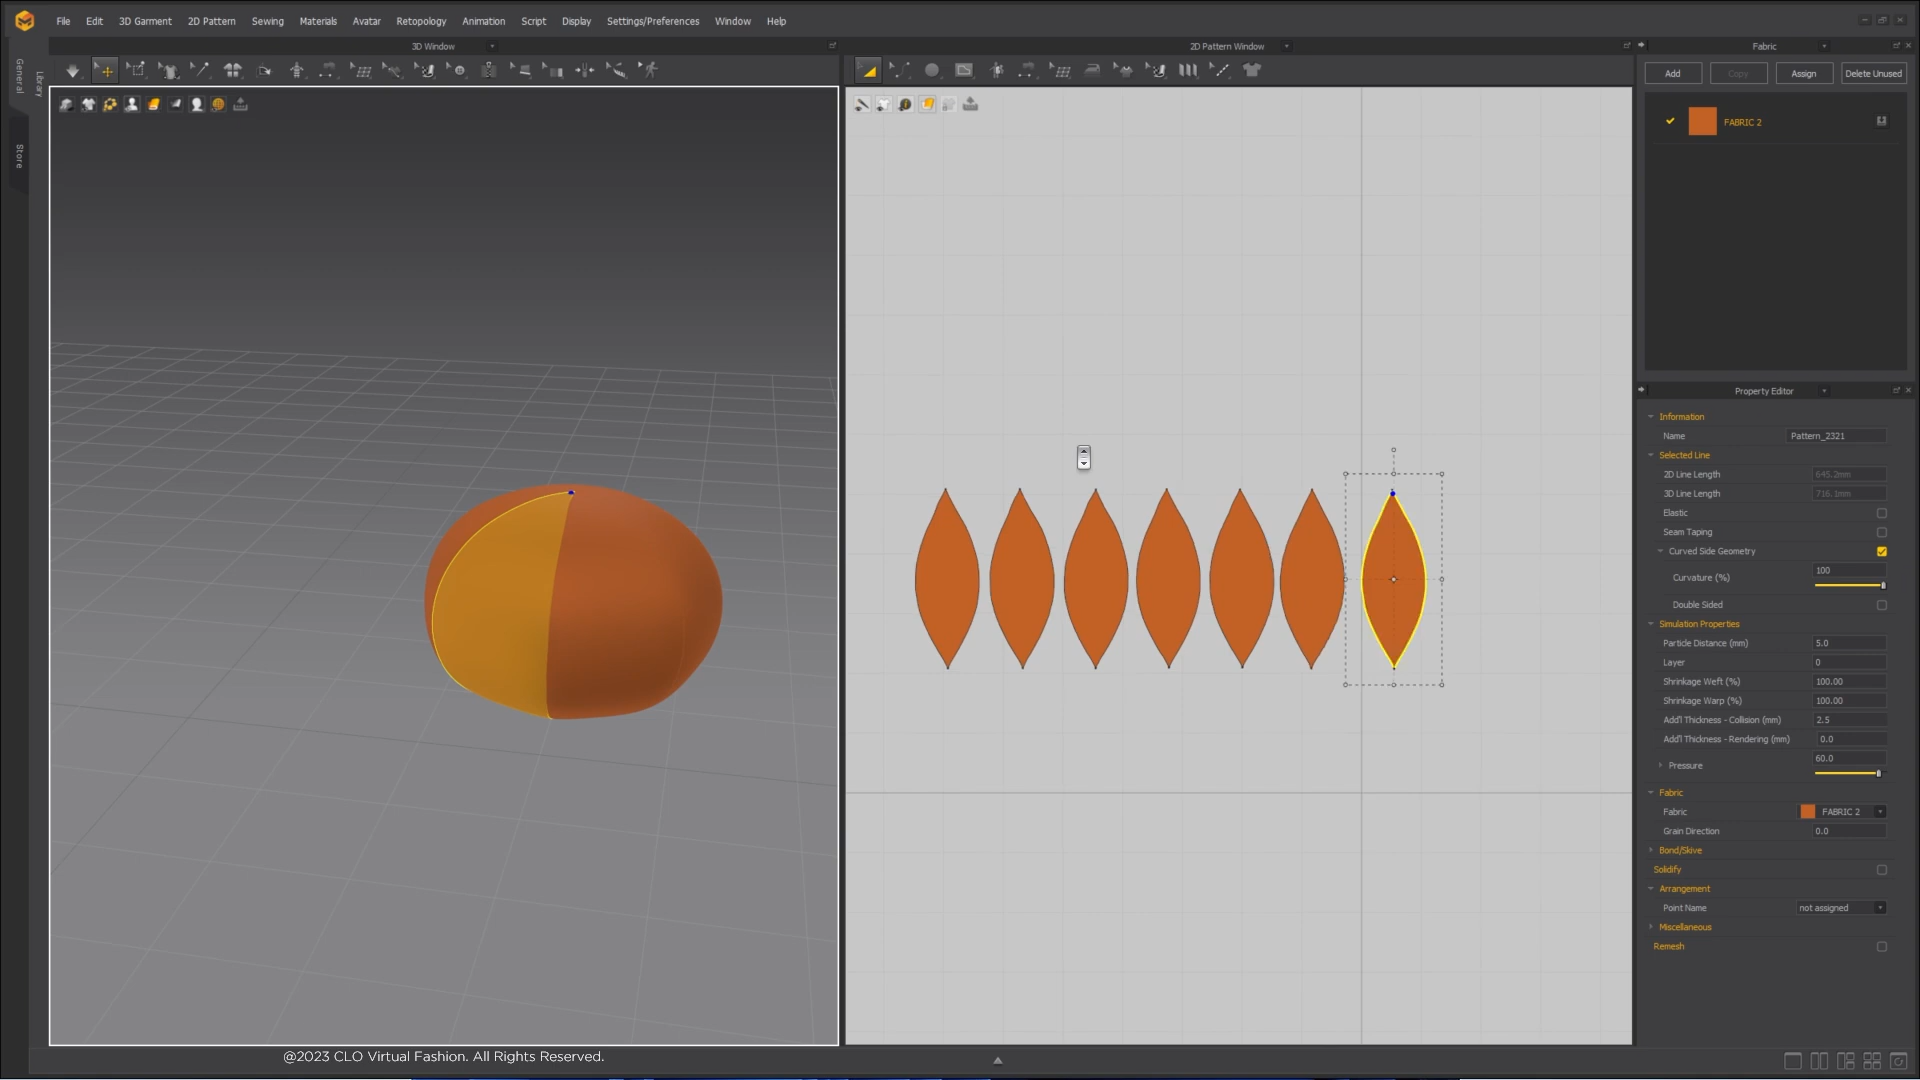 File Edit 3D Garment 2D Pattern Sewing Materials Avatar Retopology Animation Script Display Settings/Preferences Window Help
3D Window
2D Pattern Window
Fabric
General
Library
Store
Add Copy Assign Delete Unused
FABRIC 2
Property Editor
Information
Name Pattern_2321
Selected Line
2D Line Length 645.2mm
3D Line Length 716.1mm
Elastic
Seam Taping
Curved Side Geometry
Curvature (%) 100
Double Sided
Simulation Properties
Particle Distance (mm) 5.0
Layer 0
Shrinkage Weft (%) 100.00
Shrinkage Warp (%) 100.00
Add'l Thickness - Collision (mm) 2.5
Add'l Thickness - Rendering (mm) 0.0
Pressure 60.0
Fabric
Fabric FABRIC 2
Grain Direction 0.0
Bond/Skive
Solidify
Arrangement
Point Name not assigned
Miscellaneous
Remesh
@2023 CLO Virtual Fashion. All Rights Reserved.